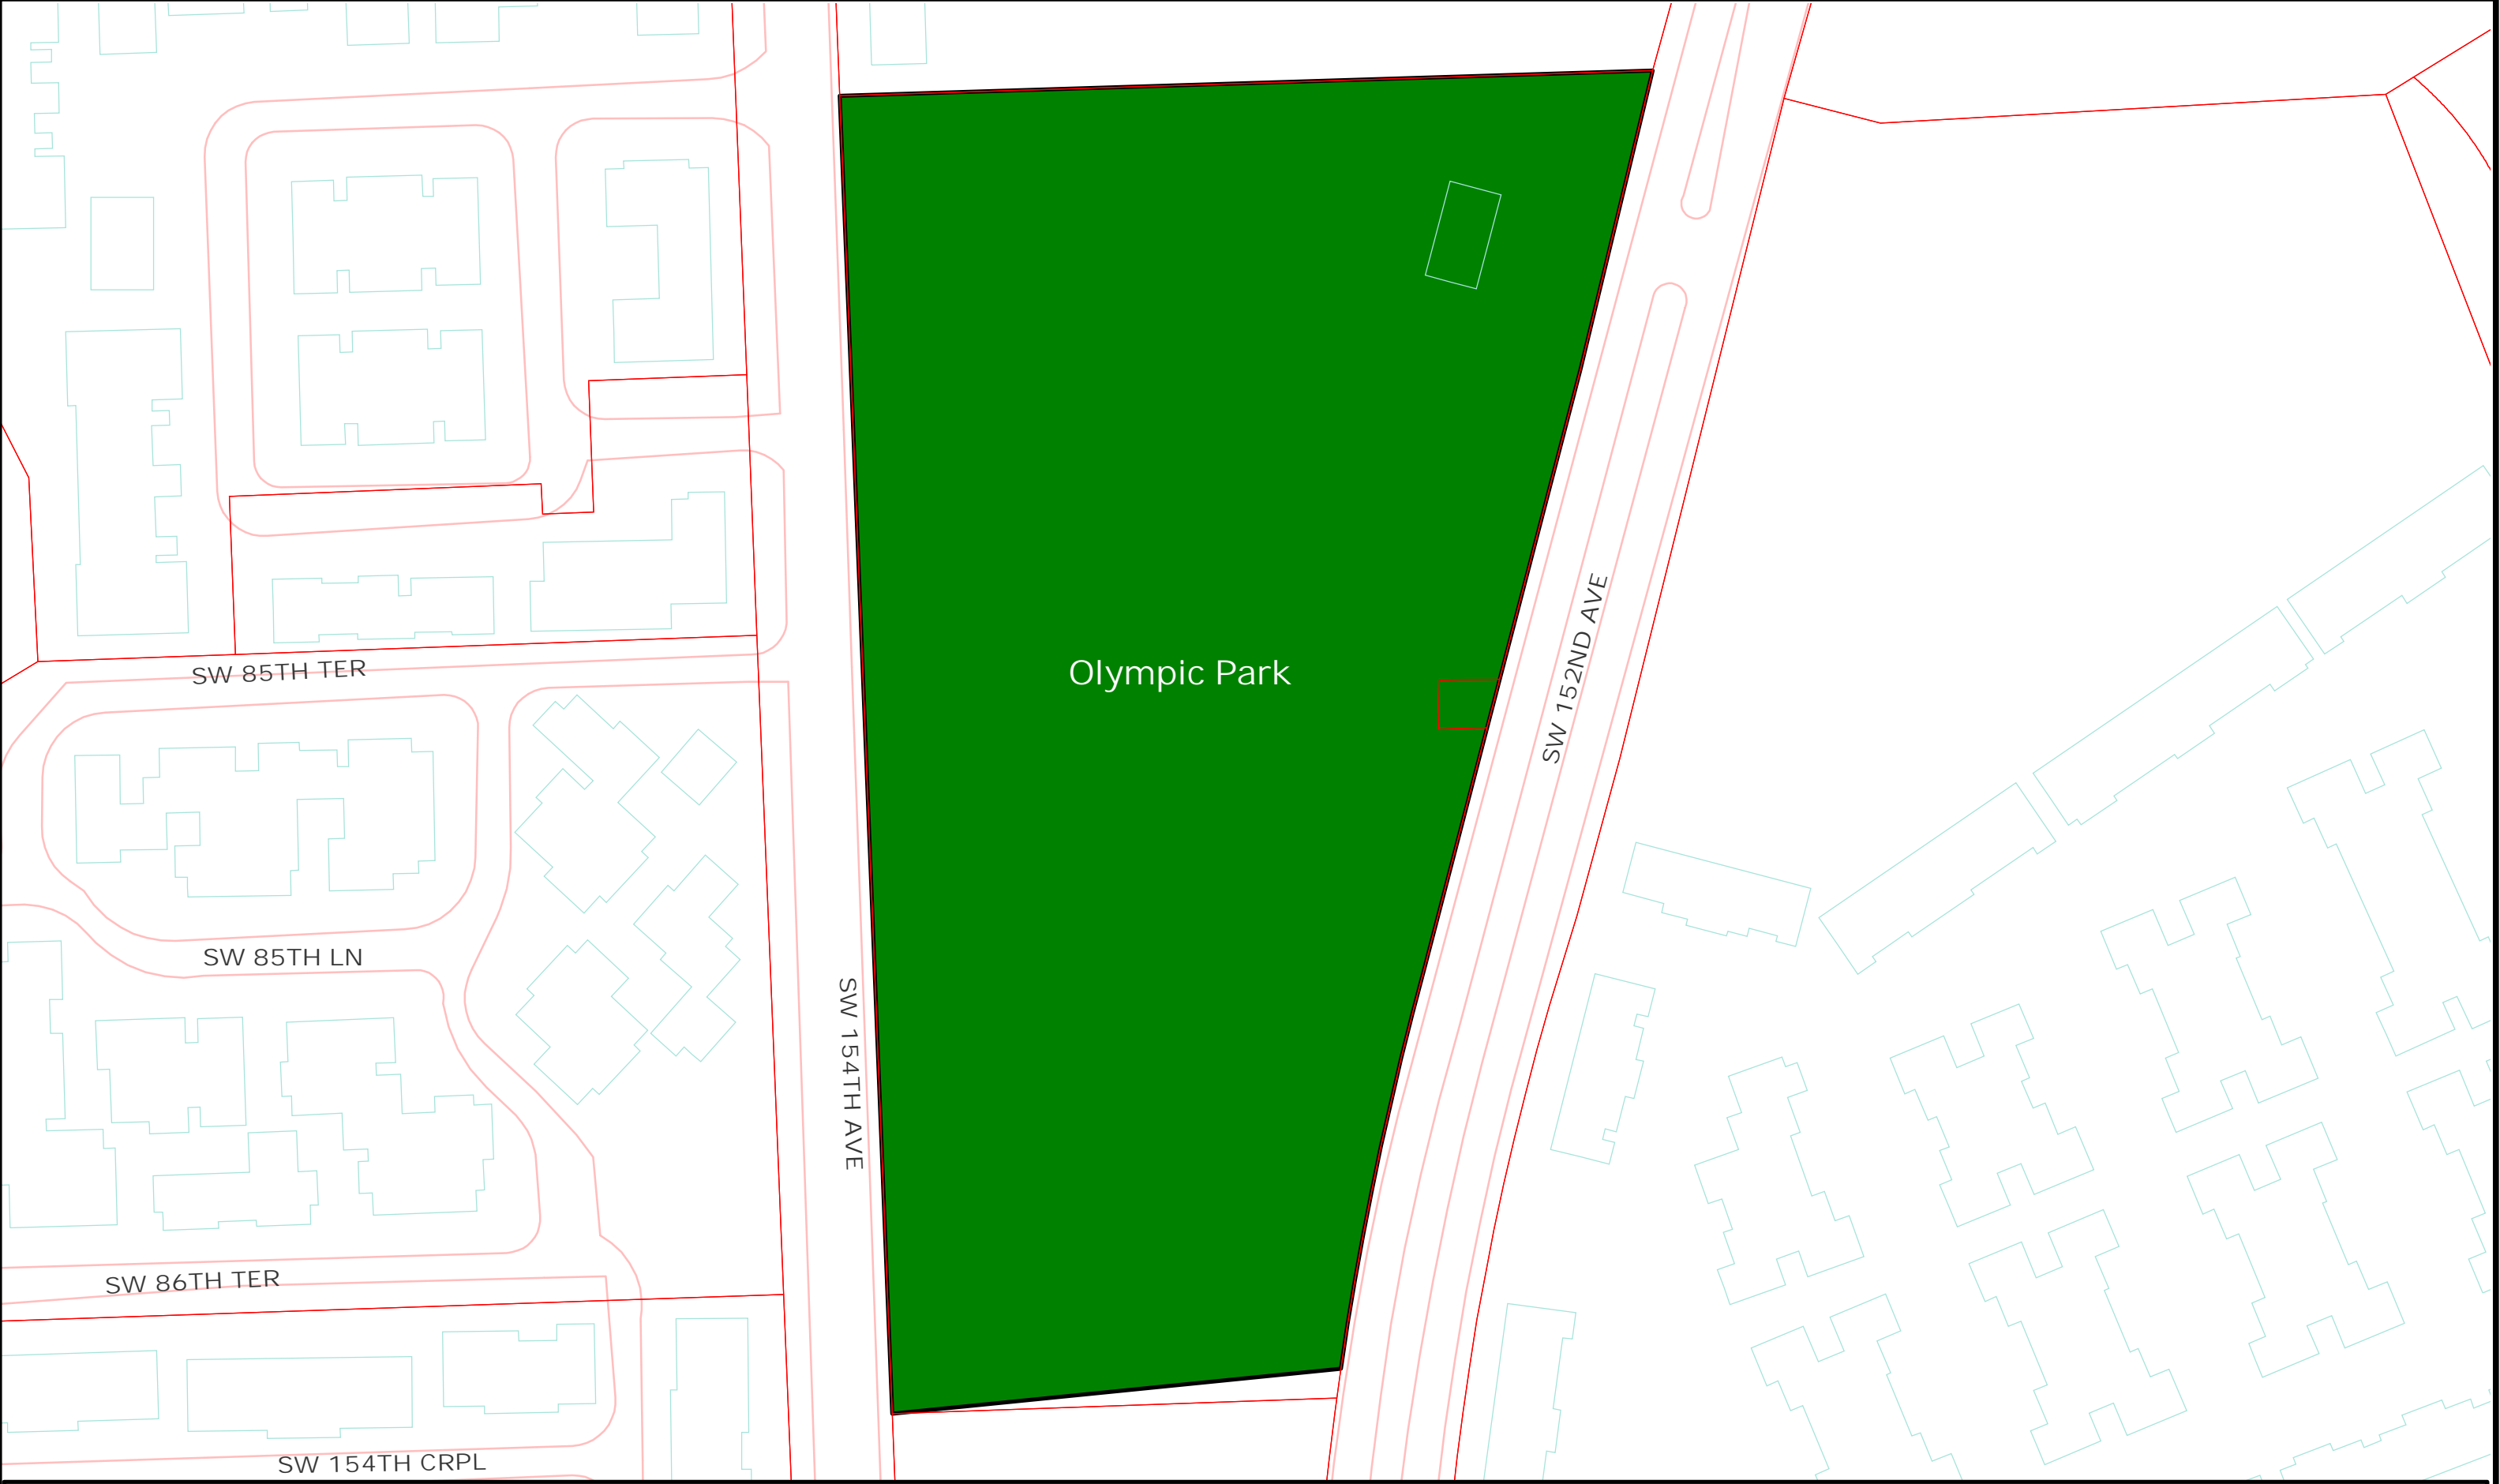 Olympic Park
SW 152ND AVE
SW 85TH TER
SW 85TH LN
SW 154TH AVE
SW 86TH TER
SW 154TH CRPL